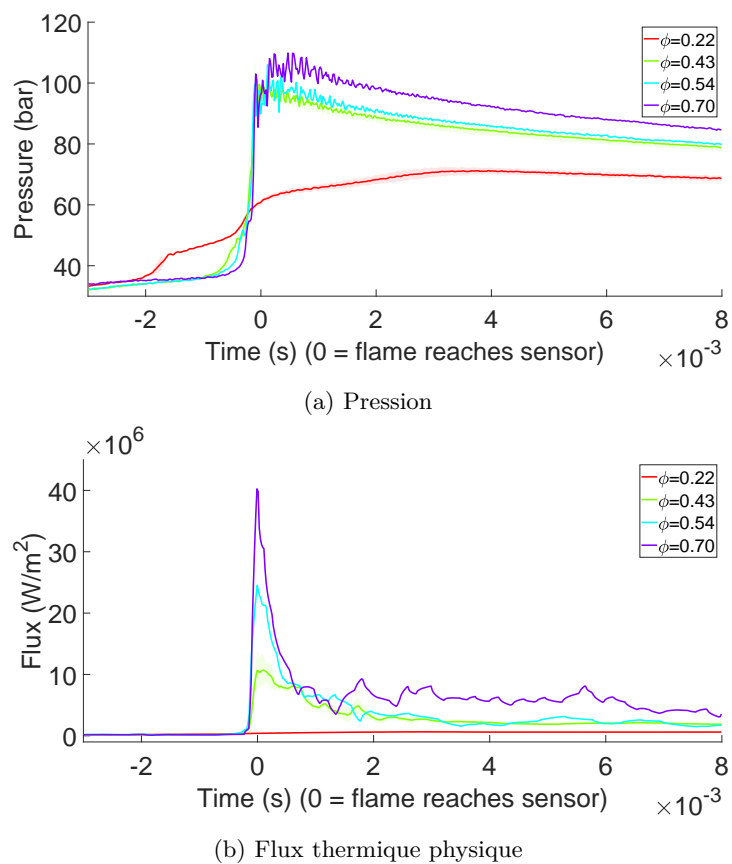 120
100
80
60
40
Pressure (bar)
ϕ=0.22
ϕ=0.43
ϕ=0.54
ϕ=0.70
-2 0 2 4 6 8
Time (s) (0 = flame reaches sensor)
×10⁻³
(a) Pression
×10⁶
40
30
20
10
0
Flux (W/m²)
ϕ=0.22
ϕ=0.43
ϕ=0.54
ϕ=0.70
-2 0 2 4 6 8
Time (s) (0 = flame reaches sensor)
×10⁻³
(b) Flux thermique physique